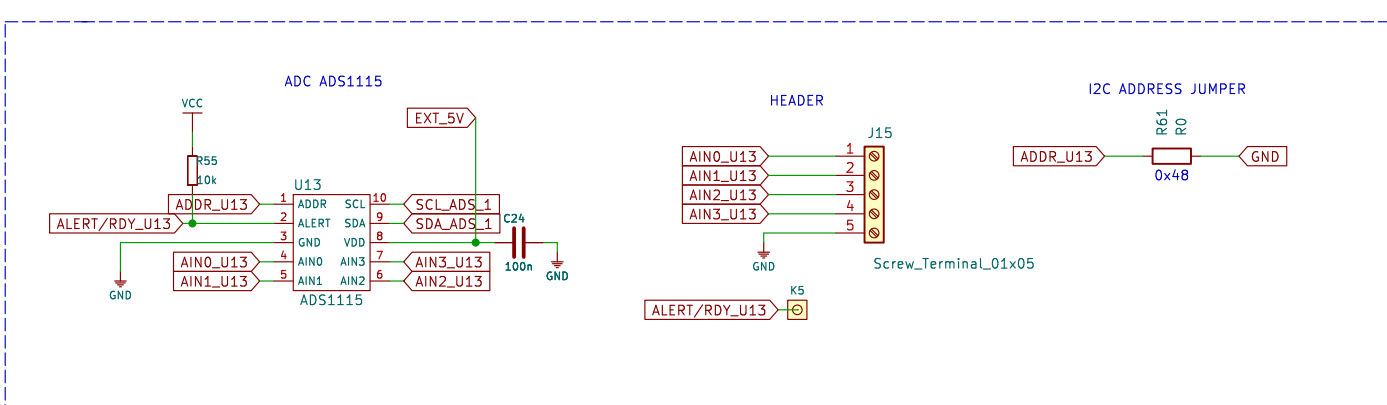 ADC ADS1115
VCC
R55
10k
EXT_5V
U13
ADDR_U13
1
ADDR
SCL
10
SCL_ADS_1
ALERT/RDY_U13
2
ALERT
SDA
9
SDA_ADS_1
3
GND
VDD
8
C24
100n
GND
AIN0_U13
4
AIN0
AIN3
7
AIN3_U13
AIN1_U13
5
AIN1
AIN2
6
AIN2_U13
GND
ADS1115
HEADER
J15
AIN0_U13
1
AIN1_U13
2
AIN2_U13
3
AIN3_U13
4
5
GND
Screw_Terminal_01x05
K5
ALERT/RDY_U13
I2C ADDRESS JUMPER
R61
R0
ADDR_U13
GND
0x48